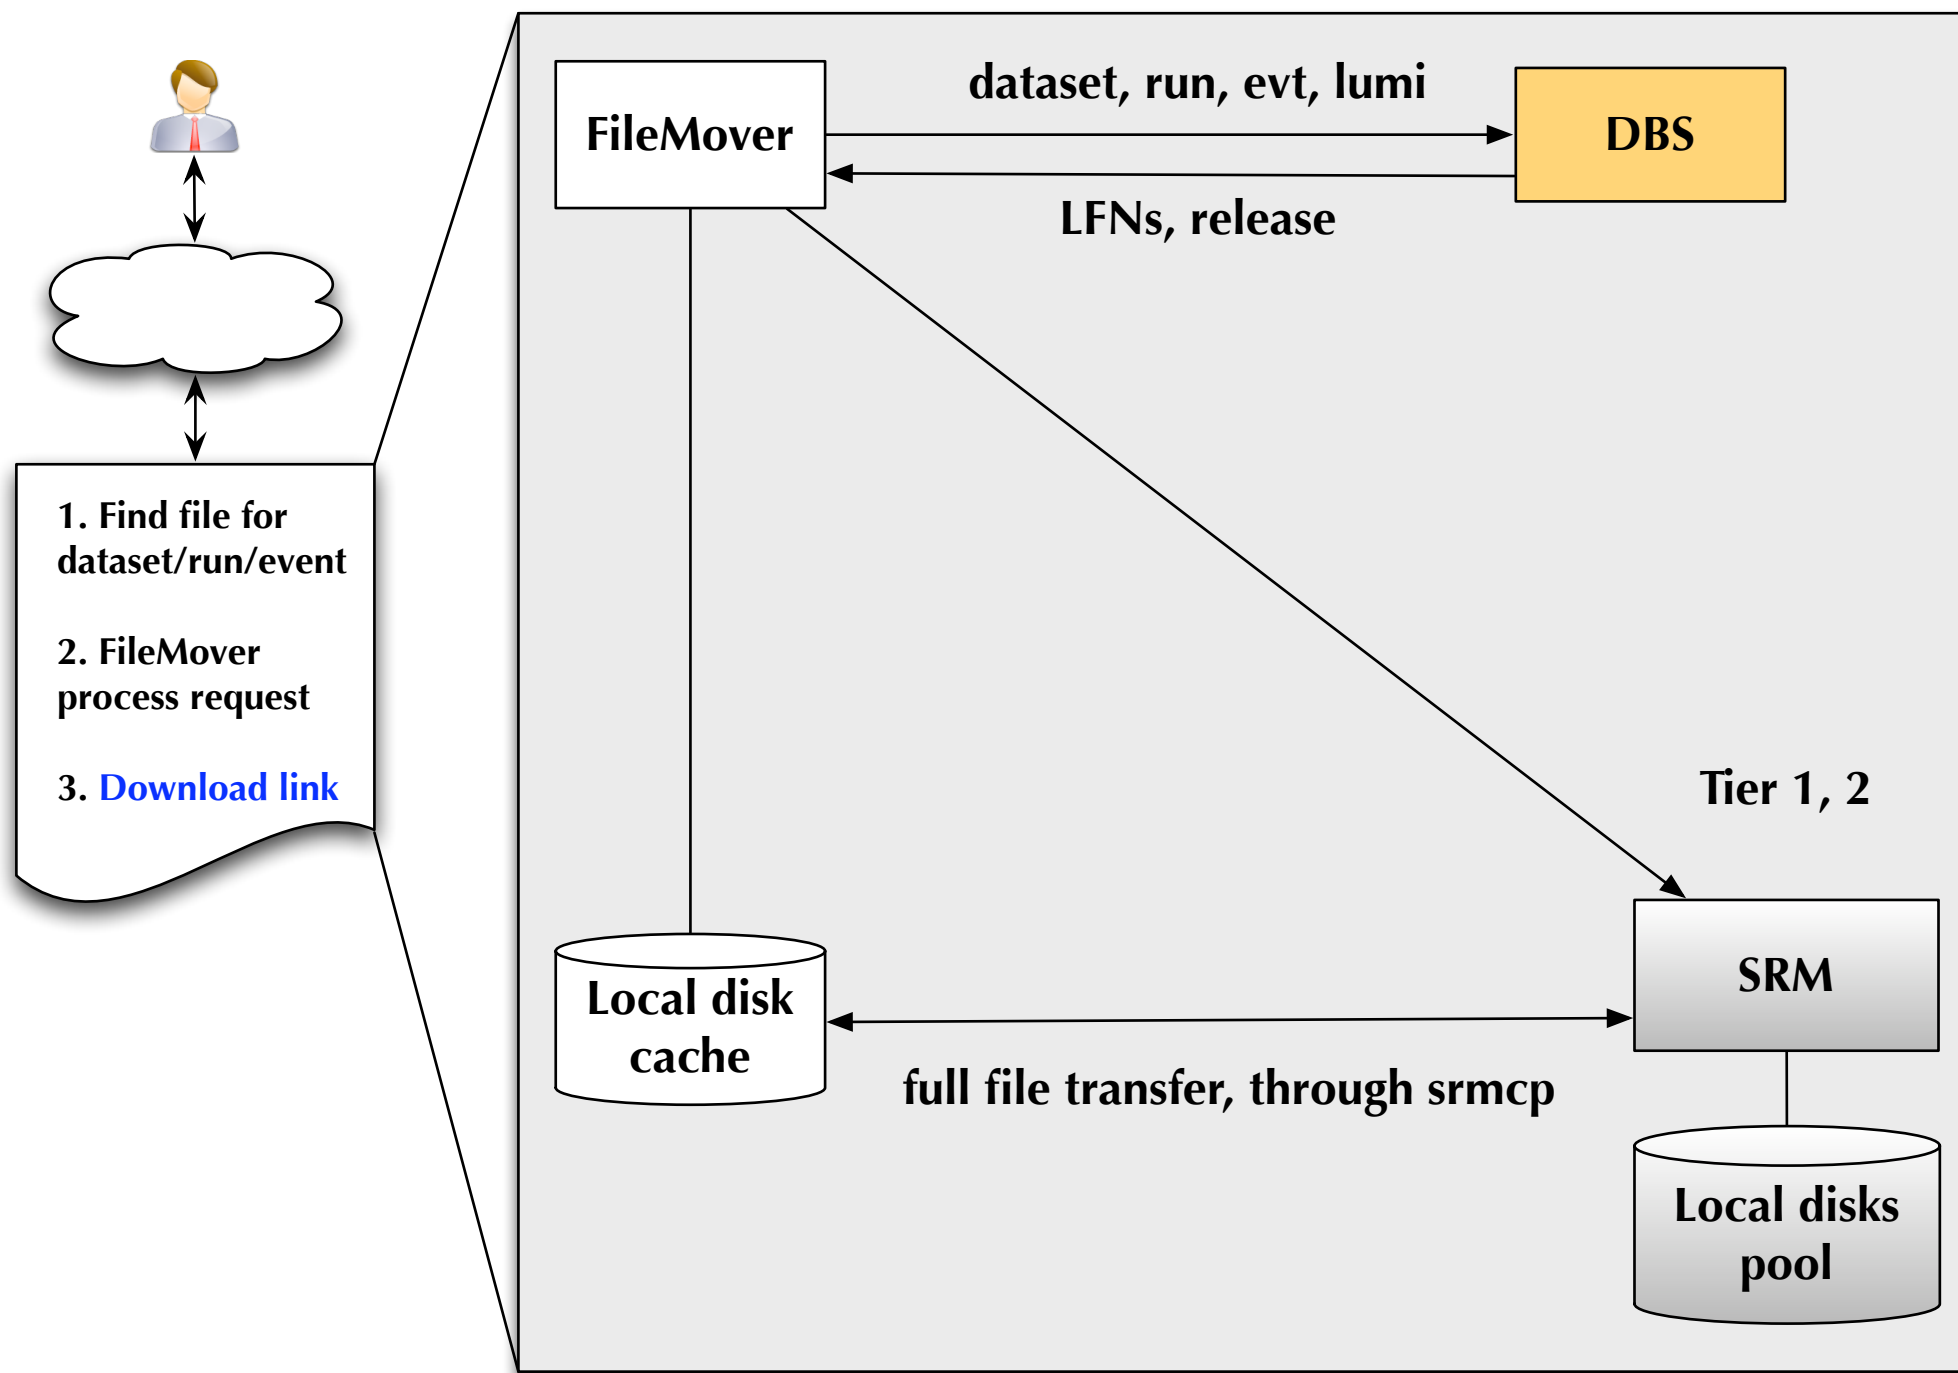 1. Find file for
dataset/run/event
2. FileMover
process request
3. Download link
FileMover
dataset, run, evt, lumi
DBS
LFNs, release
Tier 1, 2
SRM
Local disk
cache
full file transfer, through srmcp
Local disks
pool